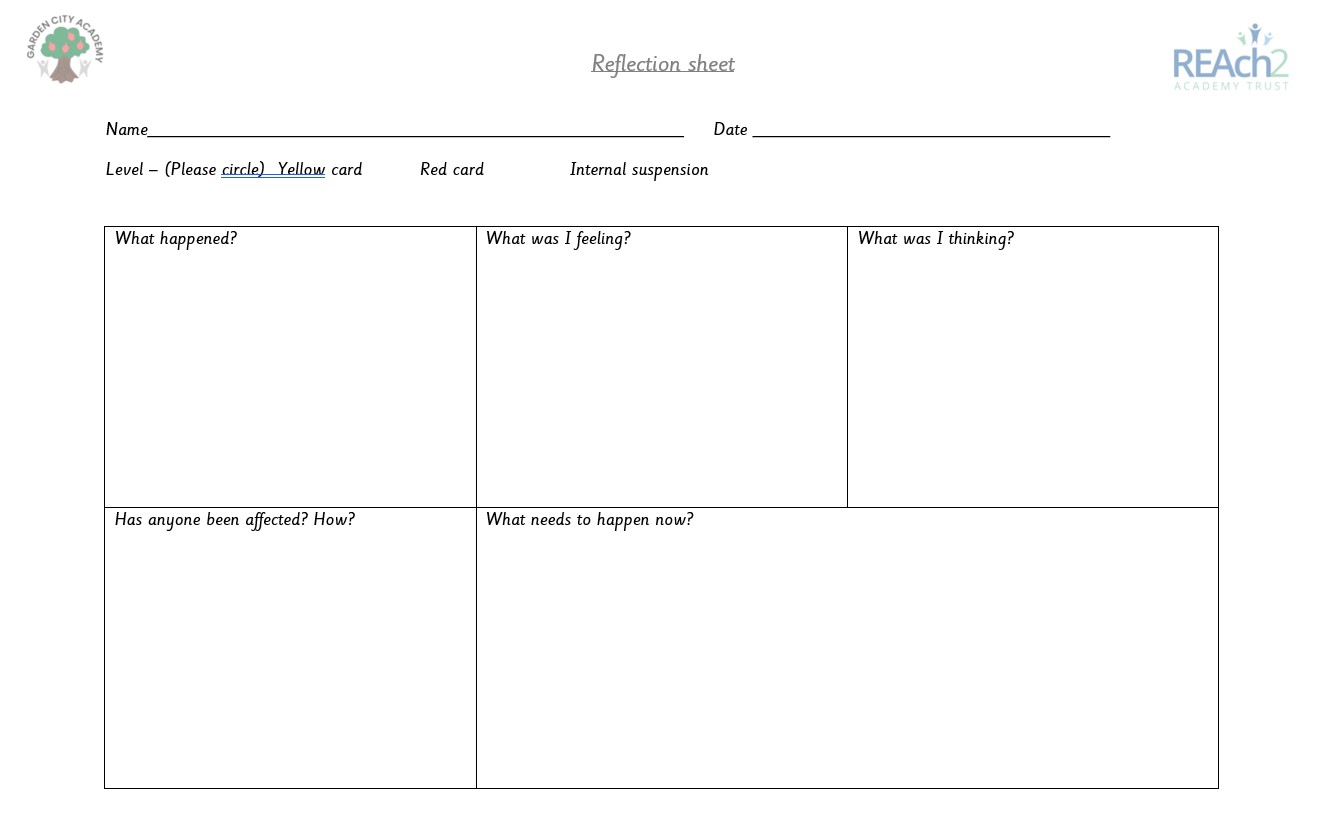 GARDEN CITY ACADEMY
Reflection sheet
REAch2
ACADEMY TRUST
Name
Date
Level – (Please circle) Yellow card Red card Internal suspension
What happened?
What was I feeling?
What was I thinking?
Has anyone been affected? How?
What needs to happen now?